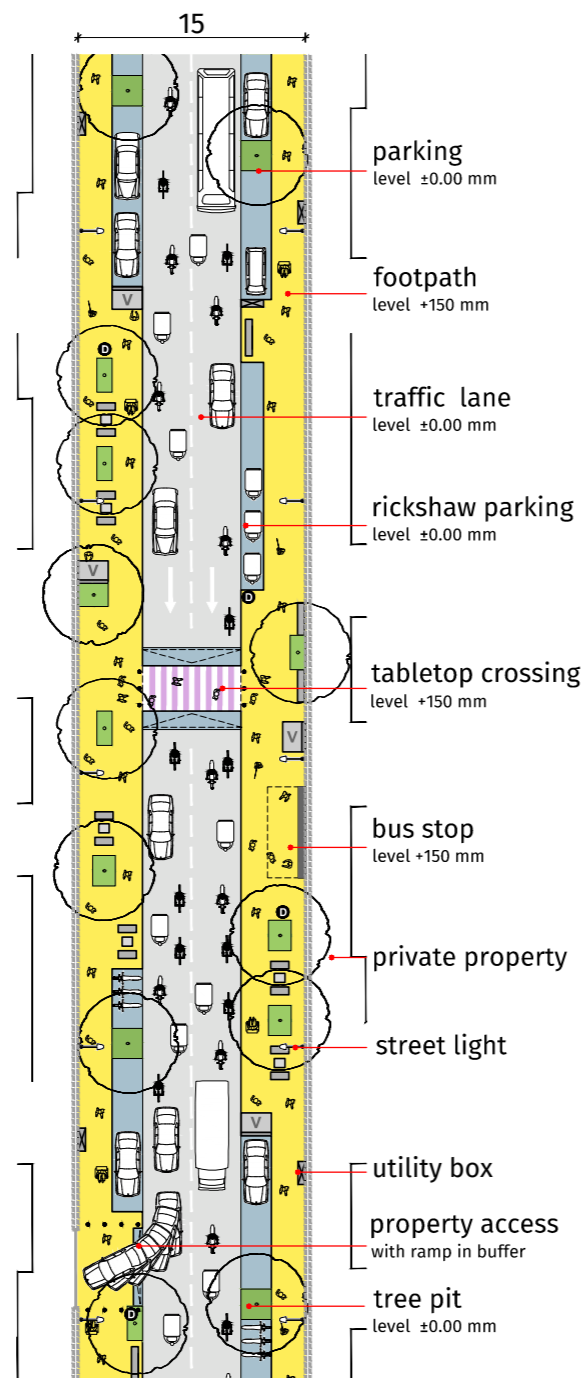 15
parking
level ±0.00 mm
footpath
level +150 mm
V
D
traffic lane
level ±0.00 mm
rickshaw parking
level ±0.00 mm
V
D
tabletop crossing
level +150 mm
V
bus stop
level +150 mm
D
private property
street light
V
utility box
property access
with ramp in buffer
tree pit
level ±0.00 mm
D